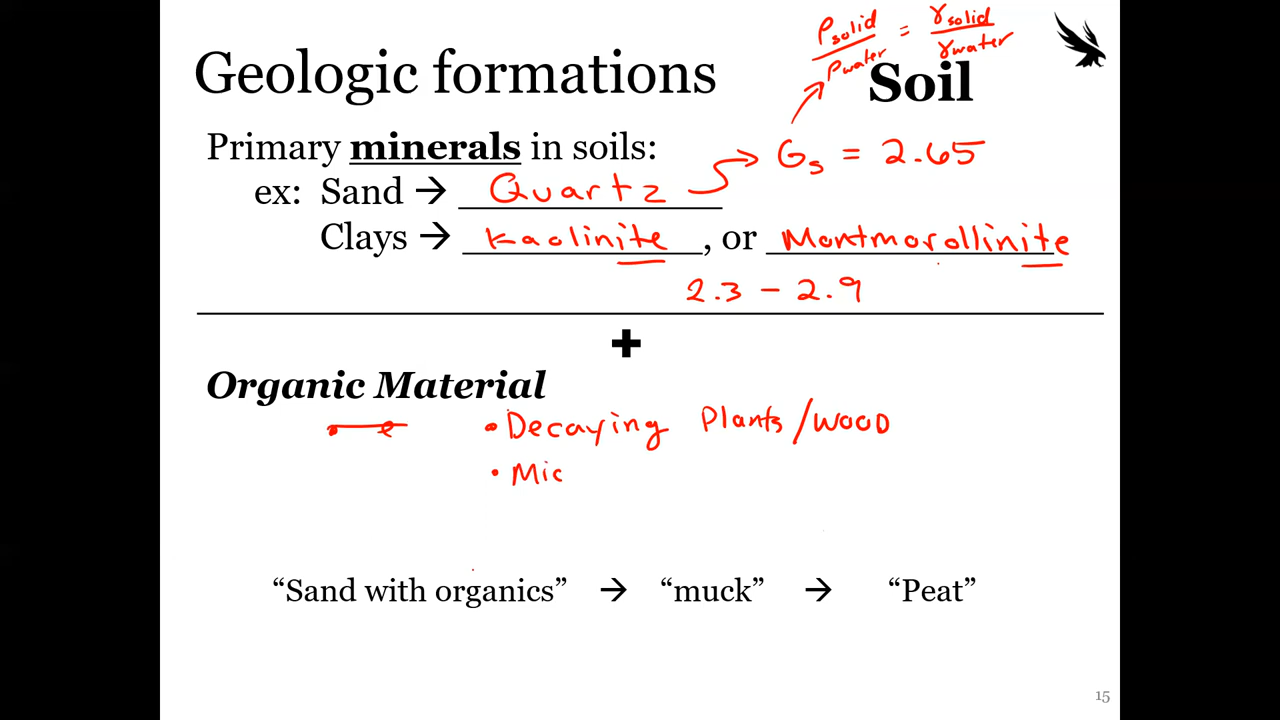 ρsolid / ρwater = γsolid / γwater
Geologic formations Soil
Primary minerals in soils: Gs = 2.65
ex: Sand → Quartz
Clays → Kaolinite, or Montmorollinite
2.3 – 2.9
+
Organic Material
• Decaying Plants/WOOD
• Mic
“Sand with organics” → “muck” → “Peat”
15